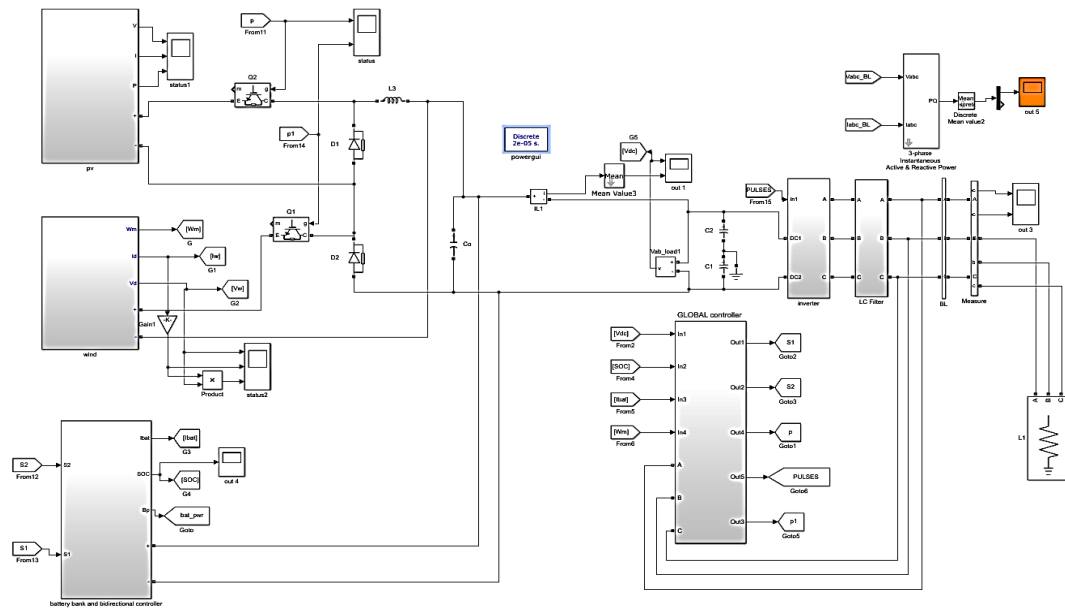 V
I
P
+
-
pv
status1
p
From11
status
Q2
m
g
E
C
L3
p1
From14
D1
Discrete
2e-05 s.
powergui
G5
[Vdc]
Mean
Mean Value3
out 1
IL1
+
-
i
Vabc_BL
Iabc_BL
Vabc
Iabc
PQ
3-phase
Instantaneous
Active & Reactive Power
Mean
Discrete
Mean value2
out 5
PULSES
From15
In1
DC1
DC2
A
B
C
inverter
A
B
C
A
B
C
LC Filter
BL
A
B
C
Measure
out 3
Wm
Id
Vd
+
-
wind
[Wm]
G
[Iw]
G1
[Vw]
G2
-K-
Gain1
×
Product
status2
Q1
m
g
E
C
D2
Co
Vab_load1
+
-
v
C2
C1
A
B
C
L1
GLOBAL controller
[Vdc]
From2
[SOC]
From4
[Ibat]
From5
[Wm]
From6
In1
In2
In3
In4
A
B
C
Out1
Out2
Out4
Out5
Out3
S1
Goto2
S2
Goto3
p
Goto1
PULSES
Goto6
p1
Goto5
S2
From12
S1
From13
S2
S1
Ibat
SOC
Bp
+
-
[Ibat]
G3
[SOC]
G4
out 4
bat_pwr
Goto
battery bank and bidirectional controller